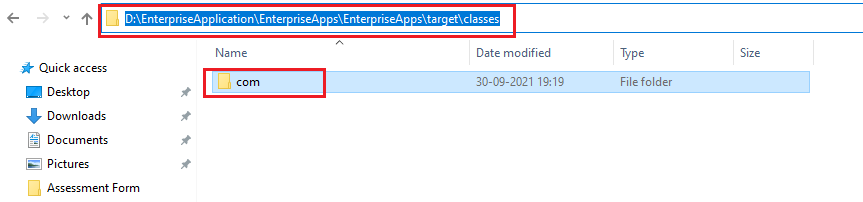 D:\EnterpriseApplication\EnterpriseApps\EnterpriseApps\target\classes
Name Date modified Type Size
Quick access
com 30-09-2021 19:19 File folder
Desktop
Downloads
Documents
Pictures
Assessment Form